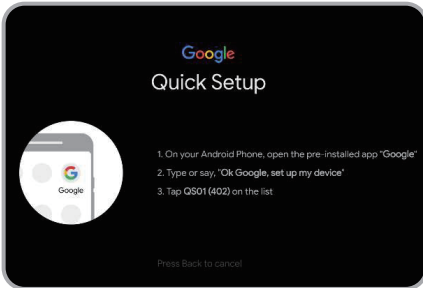 Google
Quick Setup
1. On your Android Phone, open the pre-installed app "Google"
2. Type or say, "Ok Google, set up my device"
3. Tap QS01 (402) on the list
Google
Press Back to cancel